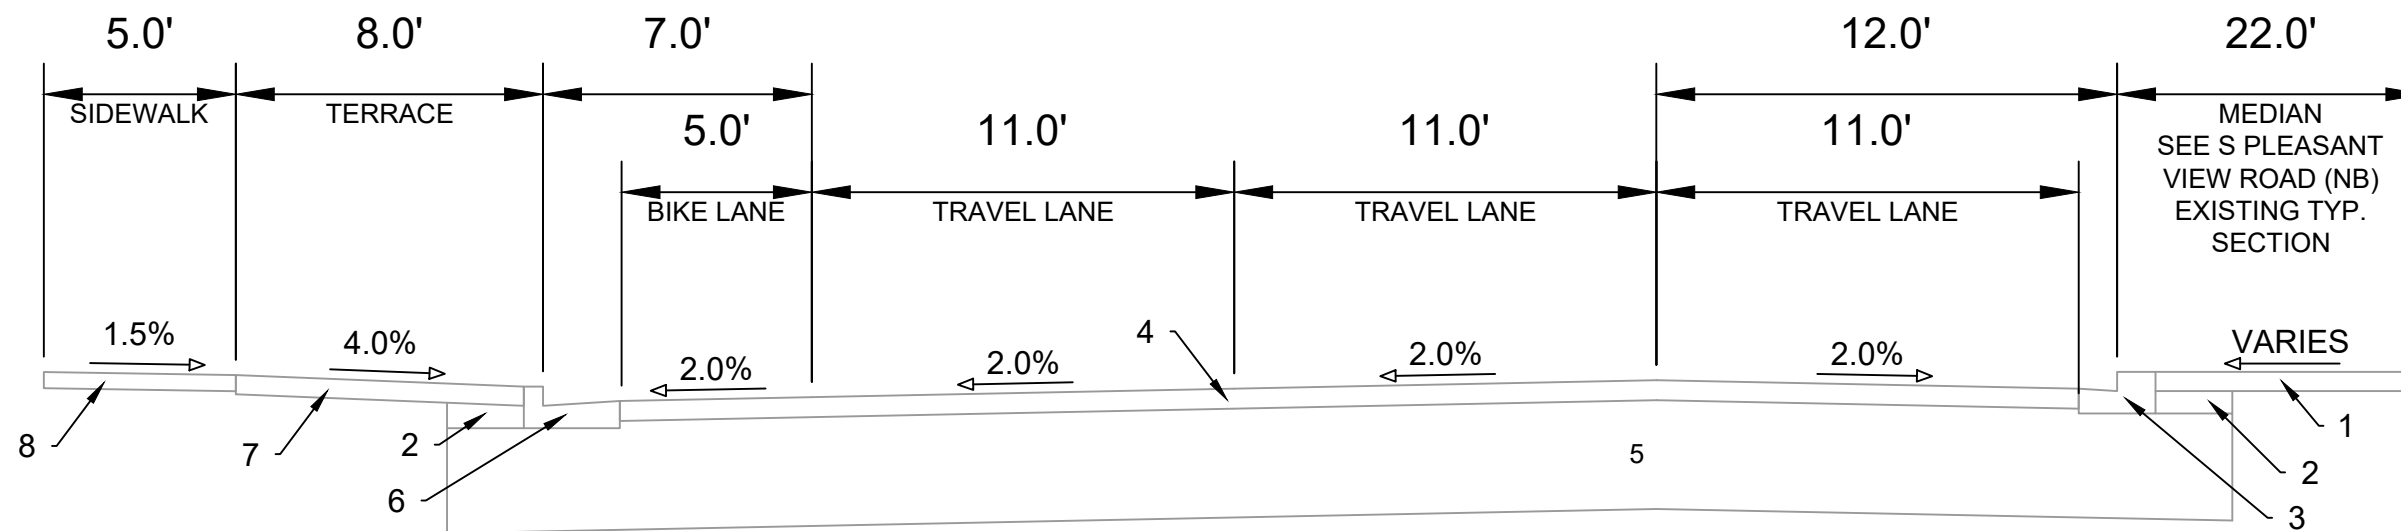 5.0'
8.0'
7.0'
12.0'
22.0'
SIDEWALK
TERRACE
MEDIAN
SEE S PLEASANT
VIEW ROAD (NB)
EXISTING TYP.
SECTION
5.0'
11.0'
11.0'
11.0'
BIKE LANE
TRAVEL LANE
TRAVEL LANE
TRAVEL LANE
1.5%
4.0%
2.0%
2.0%
4
2.0%
2.0%
VARIES
8
7
2
6
5
1
2
3